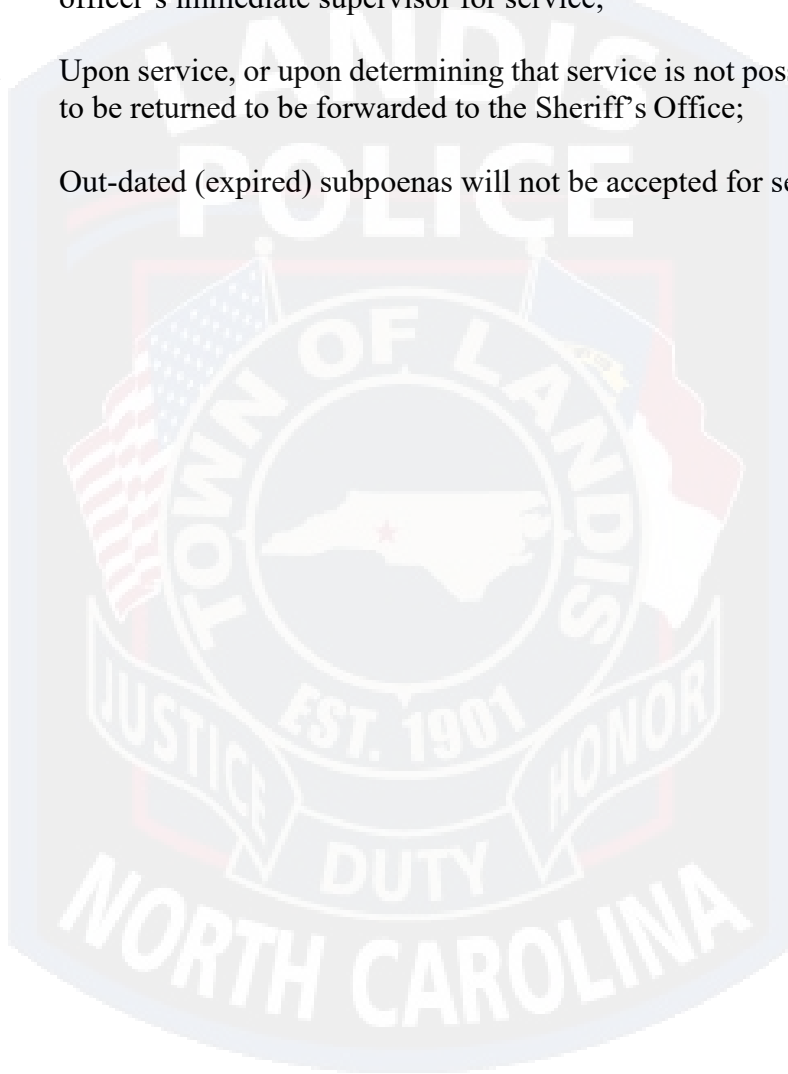 officer's immediate supervisor for service;
Upon service, or upon determining that service is not pos
to be returned to be forwarded to the Sheriff's Office;
Out-dated (expired) subpoenas will not be accepted for se
LANDIS
POLICE
TOWN OF LANDIS
EST. 1901
JUSTICE
DUTY
HONOR
NORTH CAROLINA